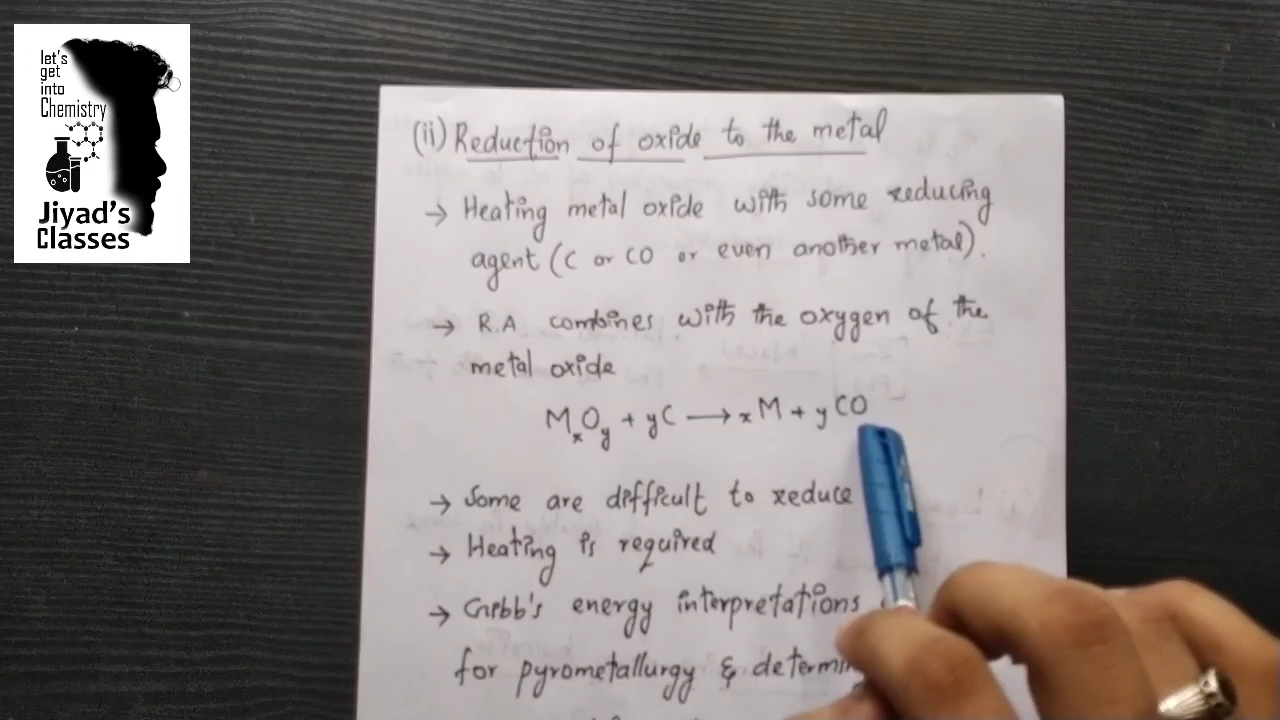 let's
get
into
Chemistry
Jiyad's
Classes
(ii) Reduction of oxide to the metal
→ Heating metal oxide with some reducing
agent (C or CO or even another metal).
→ R.A combines with the oxygen of the
metal oxide
MₓOᵧ + yC ⟶ xM + yCO
→ Some are difficult to reduce
→ Heating is required
→ Gibb's energy interpretations
for pyrometallurgy &